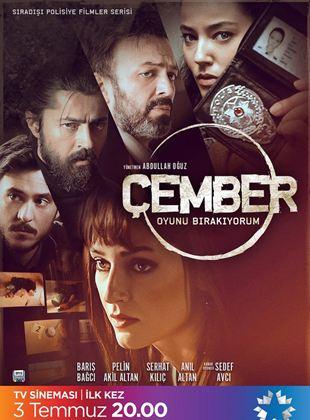 SIRADIŞI POLİSİYE FİLMLER SERİSİ
YÖNETMEN ABDULLAH OĞUZ
ÇEMBER
OYUNU BIRAKIYORUM
BARIŞ BAĞCI
PELİN AKİL ALTAN
SERHAT KILIÇ
ANIL ALTAN
SEDEF AVCI
TV SİNEMASI | İLK KEZ
3 Temmuz 20.00